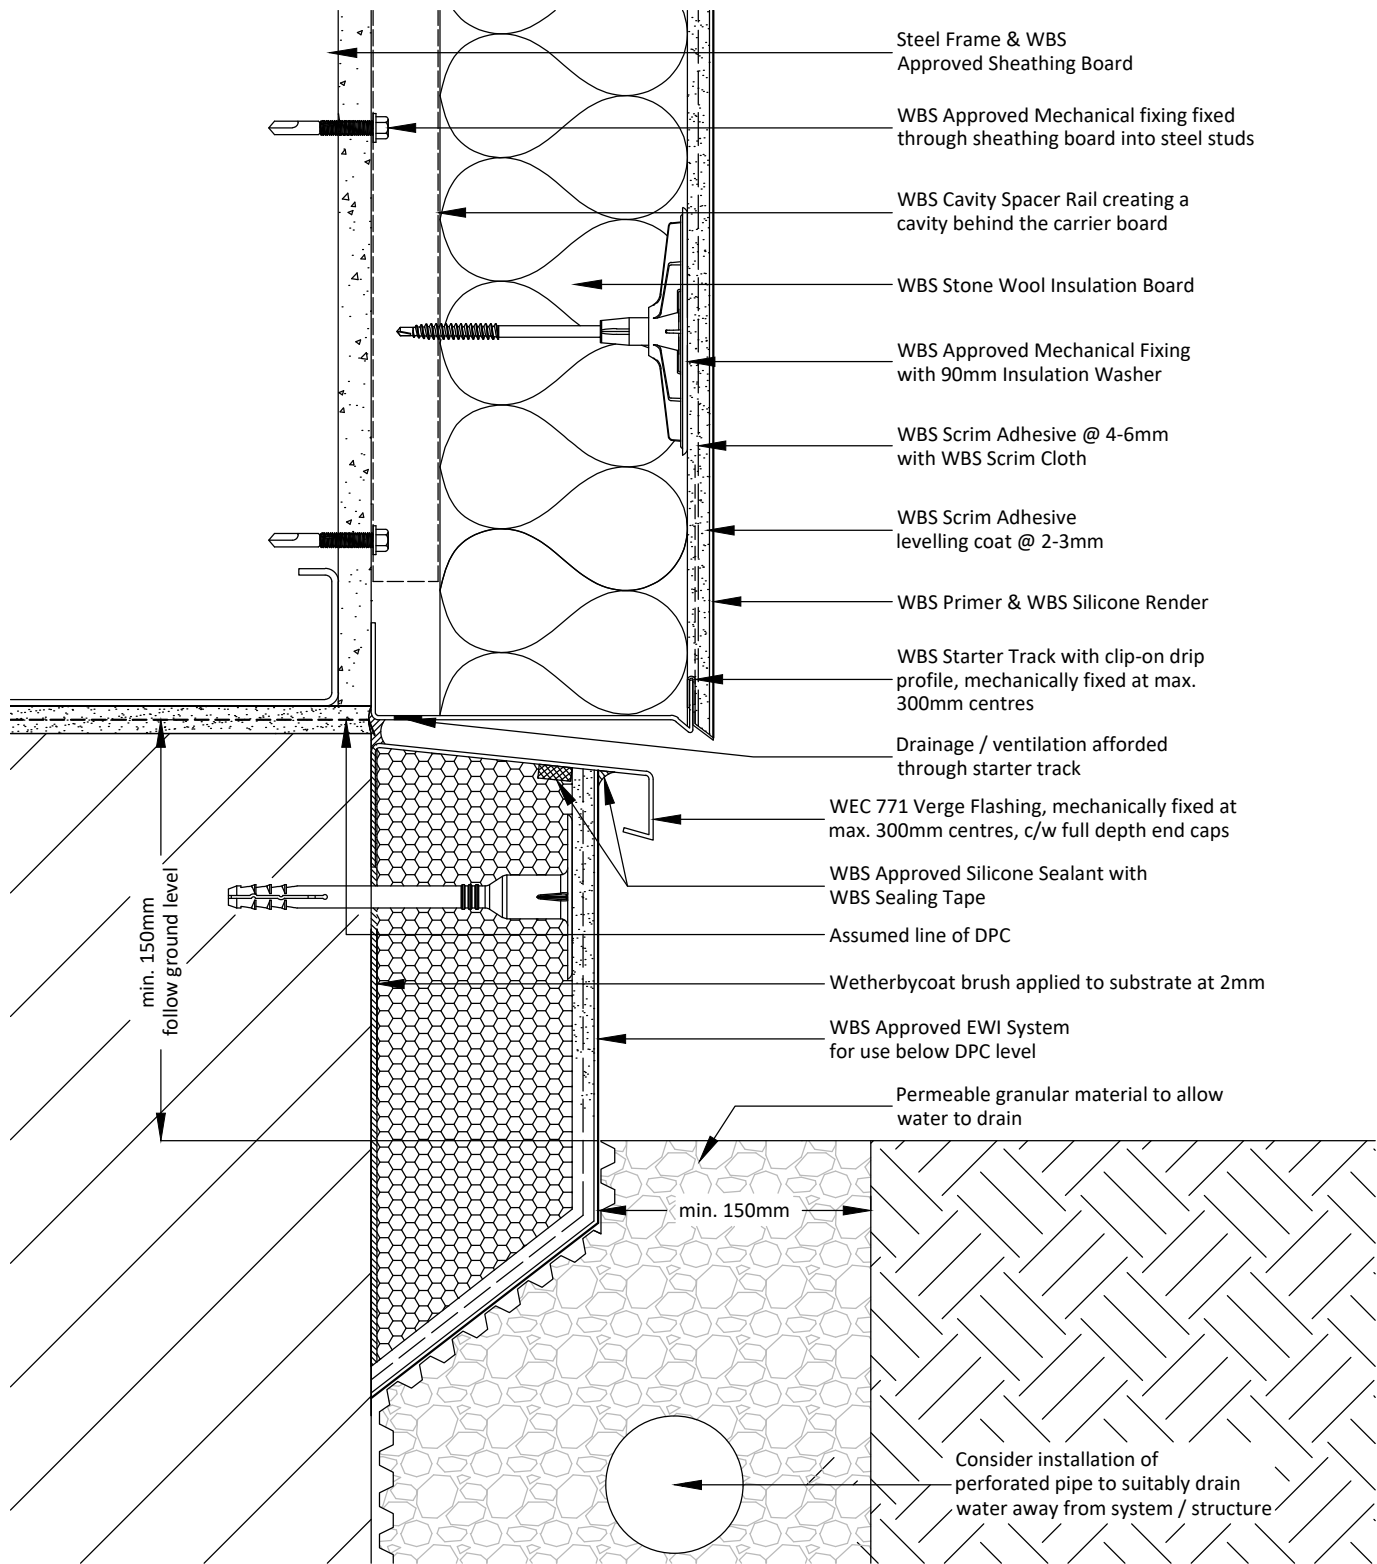 Steel Frame & WBS
Approved Sheathing Board
WBS Approved Mechanical fixing fixed
through sheathing board into steel studs
WBS Cavity Spacer Rail creating a
cavity behind the carrier board
WBS Stone Wool Insulation Board
WBS Approved Mechanical Fixing
with 90mm Insulation Washer
WBS Scrim Adhesive @ 4-6mm
with WBS Scrim Cloth
WBS Scrim Adhesive
levelling coat @ 2-3mm
WBS Primer & WBS Silicone Render
WBS Starter Track with clip-on drip
profile, mechanically fixed at max.
300mm centres
Drainage / ventilation afforded
through starter track
WEC 771 Verge Flashing, mechanically fixed at
max. 300mm centres, c/w full depth end caps
WBS Approved Silicone Sealant with
WBS Sealing Tape
Assumed line of DPC
Wetherbycoat brush applied to substrate at 2mm
WBS Approved EWI System
for use below DPC level
Permeable granular material to allow
water to drain
min. 150mm
follow ground level
min. 150mm
Consider installation of
perforated pipe to suitably drain
water away from system / structure